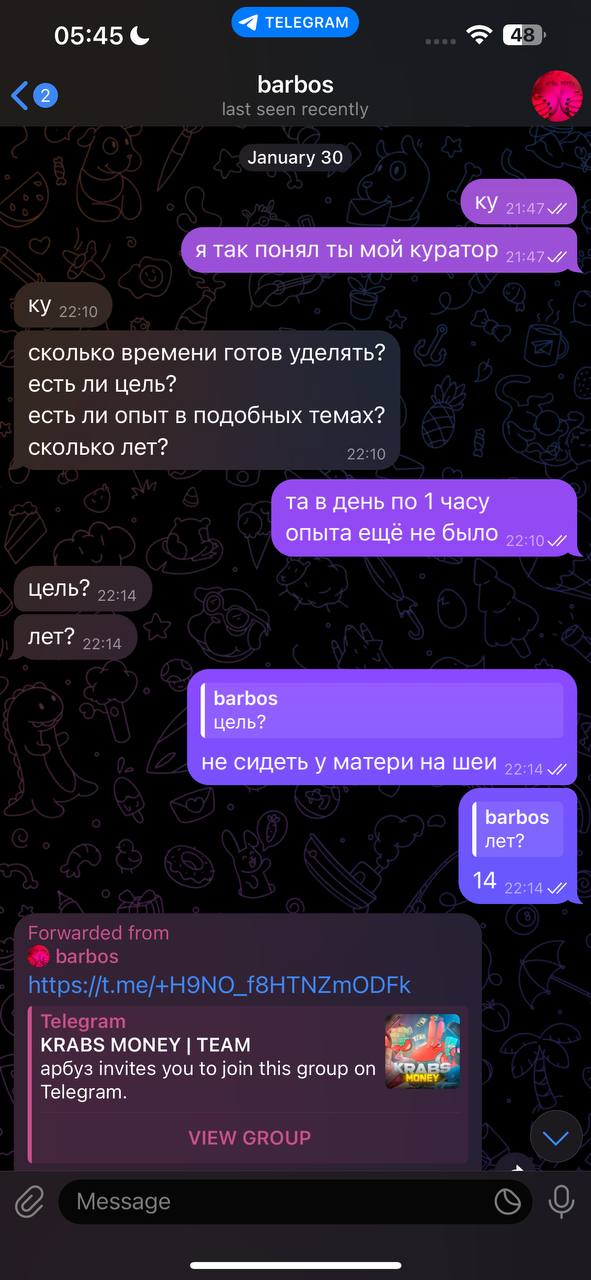 05:45
TELEGRAM
48
2
barbos
last seen recently
January 30
ку 21:47
я так понял ты мой куратор 21:47
ку 22:10
сколько времени готов уделять?
есть ли цель?
есть ли опыт в подобных темах?
сколько лет? 22:10
та в день по 1 часу
опыта ещё не было 22:10
цель? 22:14
лет? 22:14
barbos
цель?
не сидеть у матери на шеи 22:14
barbos
лет?
14 22:14
Forwarded from
barbos
https://t.me/+H9NO_f8HTNZmODFk
Telegram
KRABS MONEY | TEAM
арбуз invites you to join this group on
Telegram.
KRABS
MONEY
VIEW GROUP
Message